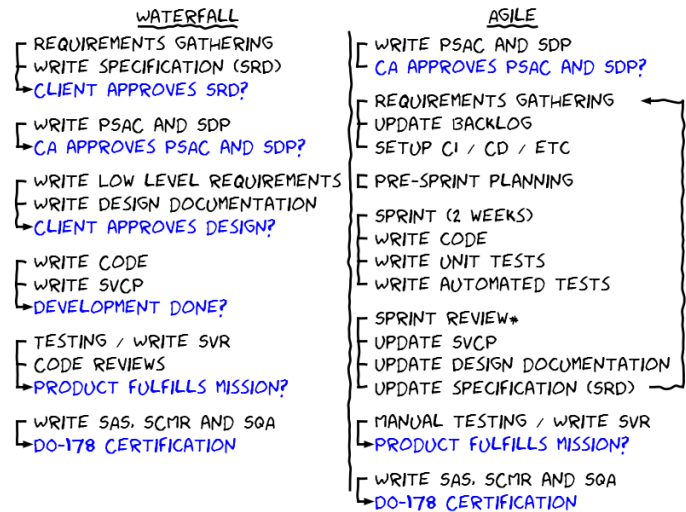 WATERFALL
REQUIREMENTS GATHERING
WRITE SPECIFICATION (SRD)
CLIENT APPROVES SRD?
WRITE PSAC AND SDP
CA APPROVES PSAC AND SDP?
WRITE LOW LEVEL REQUIREMENTS
WRITE DESIGN DOCUMENTATION
CLIENT APPROVES DESIGN?
WRITE CODE
WRITE SVCP
DEVELOPMENT DONE?
TESTING / WRITE SVR
CODE REVIEWS
PRODUCT FULFILLS MISSION?
WRITE SAS, SCMR AND SQA
DO-178 CERTIFICATION
AGILE
WRITE PSAC AND SDP
CA APPROVES PSAC AND SDP?
REQUIREMENTS GATHERING
UPDATE BACKLOG
SETUP CI / CD / ETC
PRE-SPRINT PLANNING
SPRINT (2 WEEKS)
WRITE CODE
WRITE UNIT TESTS
WRITE AUTOMATED TESTS
SPRINT REVIEW*
UPDATE SVCP
UPDATE DESIGN DOCUMENTATION
UPDATE SPECIFICATION (SRD)
MANUAL TESTING / WRITE SVR
PRODUCT FULFILLS MISSION?
WRITE SAS, SCMR AND SQA
DO-178 CERTIFICATION